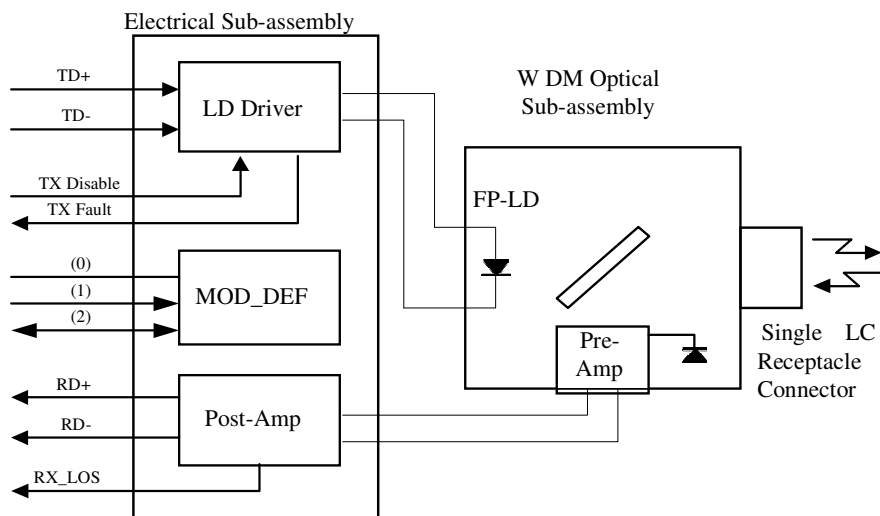 Electrical Sub-assembly
TD+
TD-
LD Driver
TX Disable
TX Fault
W DM Optical
Sub-assembly
FP-LD
(0)
(1)
(2)
MOD_DEF
Pre-
Amp
Single LC
Receptacle
Connector
RD+
RD-
Post-Amp
RX_LOS